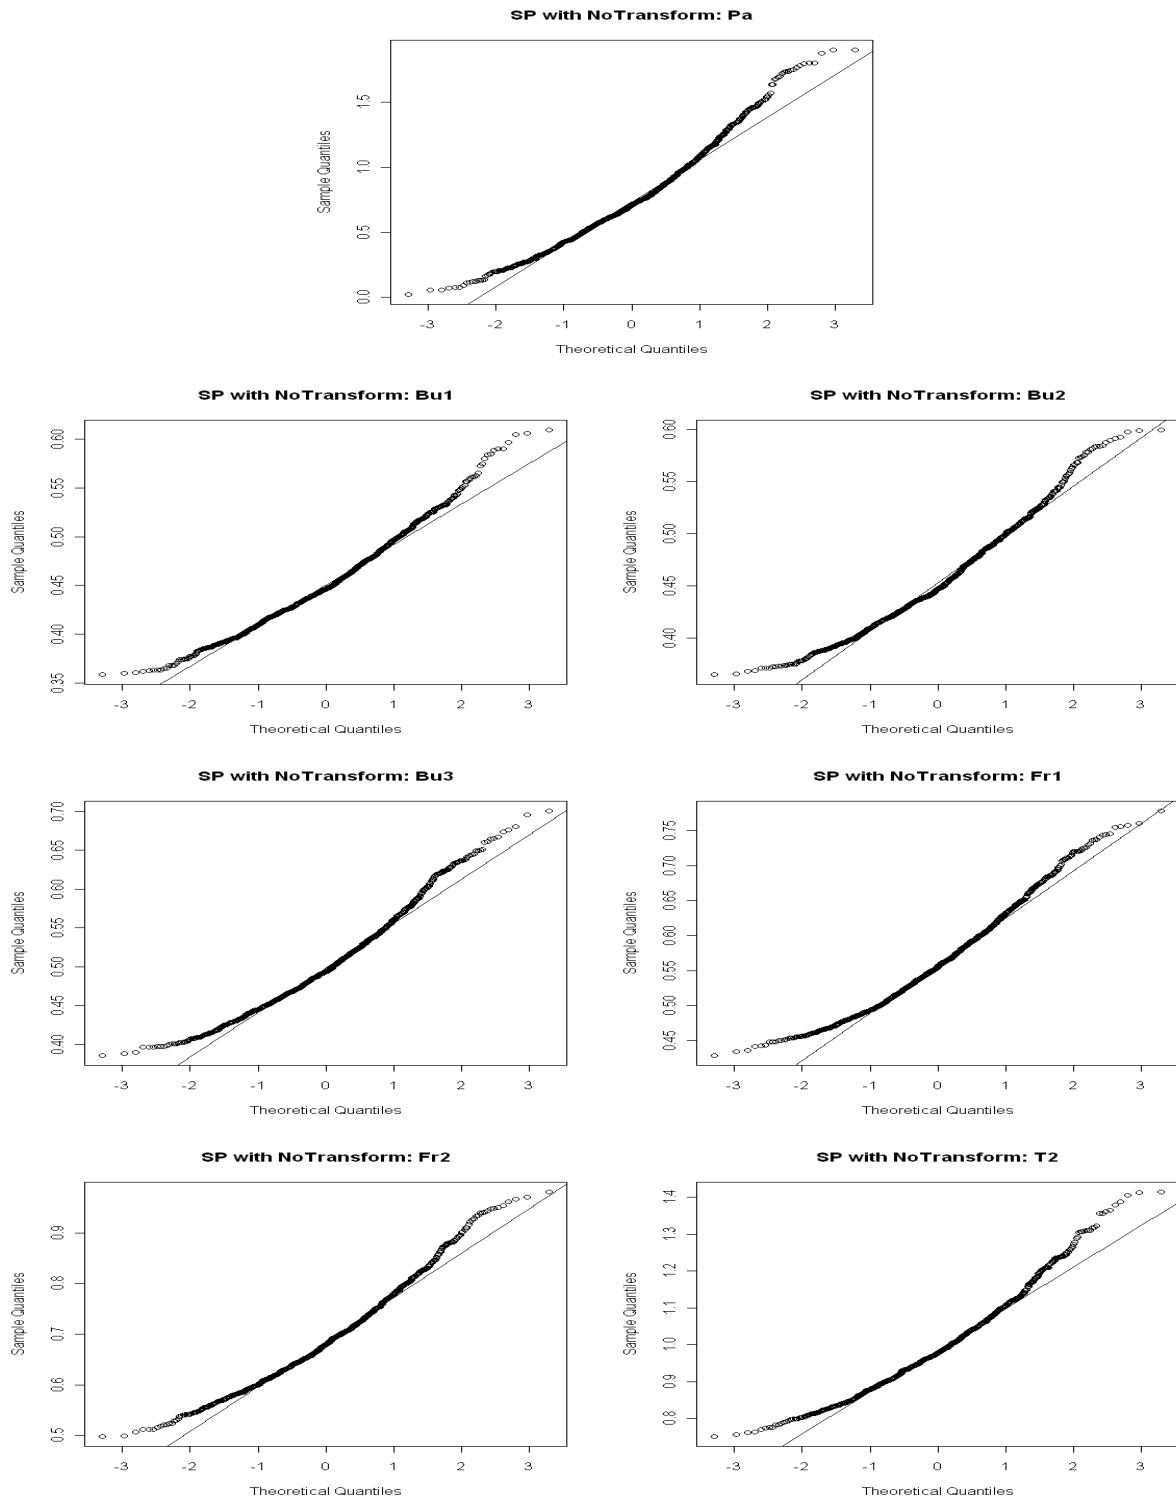 SP with NoTransform: Pa
Sample Quantiles
1.5
1.0
0.5
0.0
-3 -2 -1 0 1 2 3
Theoretical Quantiles
SP with NoTransform: Bu1
Sample Quantiles
0.60
0.55
0.50
0.45
0.40
0.35
-3 -2 -1 0 1 2 3
Theoretical Quantiles
SP with NoTransform: Bu2
Sample Quantiles
0.60
0.55
0.50
0.45
0.40
-3 -2 -1 0 1 2 3
Theoretical Quantiles
SP with NoTransform: Bu3
Sample Quantiles
0.70
0.65
0.60
0.55
0.50
0.45
0.40
-3 -2 -1 0 1 2 3
Theoretical Quantiles
SP with NoTransform: Fr1
Sample Quantiles
0.75
0.70
0.65
0.60
0.55
0.50
0.45
-3 -2 -1 0 1 2 3
Theoretical Quantiles
SP with NoTransform: Fr2
Sample Quantiles
0.9
0.8
0.7
0.6
0.5
-3 -2 -1 0 1 2 3
Theoretical Quantiles
SP with NoTransform: T2
Sample Quantiles
1.4
1.3
1.2
1.1
1.0
0.9
0.8
-3 -2 -1 0 1 2 3
Theoretical Quantiles